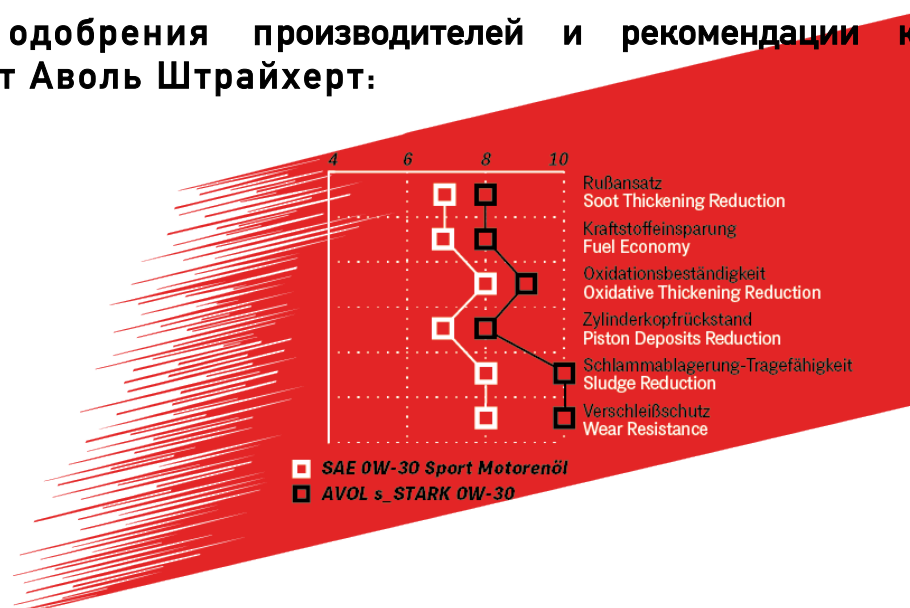 одобрения производителей и рекомендации
Аволь Штрайхерт:
4 6 8 10
Rußansatz
Soot Thickening Reduction
Kraftstoffeinsparung
Fuel Economy
Oxidationsbeständigkeit
Oxidative Thickening Reduction
Zylinderkopfrückstand
Piston Deposits Reduction
Schlammablagerung-Tragefähigkeit
Sludge Reduction
Verschleißschutz
Wear Resistance
SAE 0W-30 Sport Motorenöl
AVOL s_STARK 0W-30